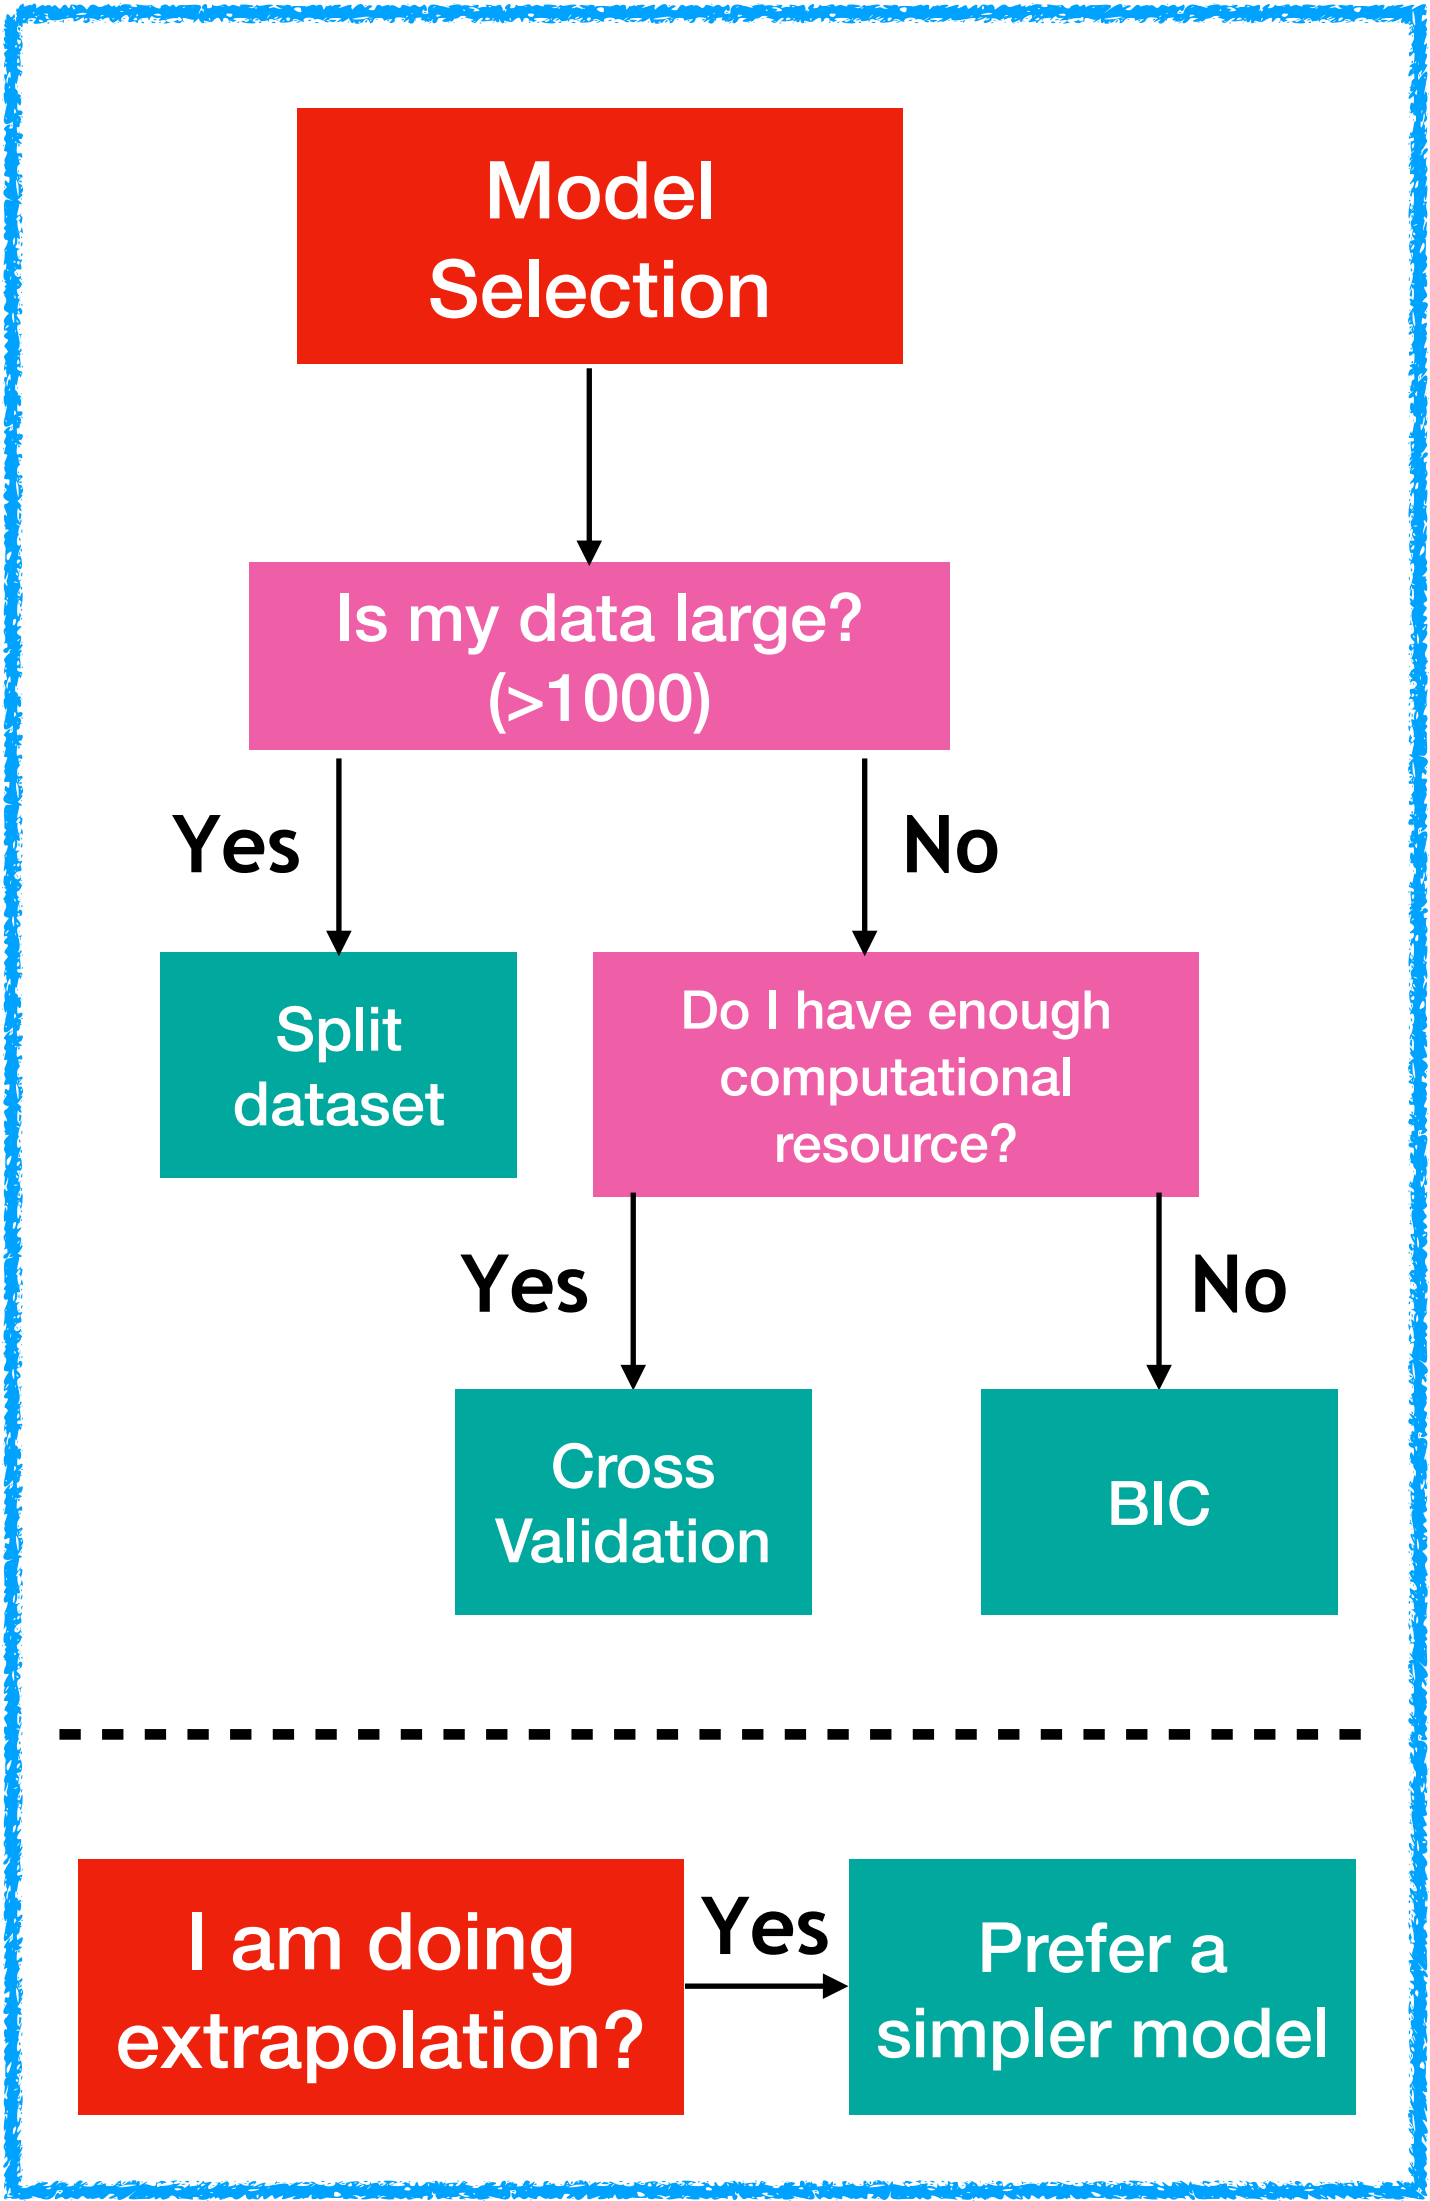 Model
Selection
Is my data large?
(>1000)
Yes
No
Split
dataset
Do I have enough
computational
resource?
Yes
No
Cross
Validation
BIC
I am doing
extrapolation?
Yes
Prefer a
simpler model